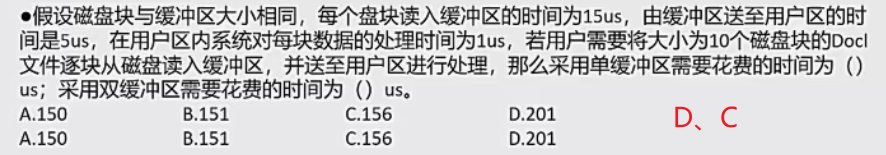 ●假设磁盘块与缓冲区大小相同，每个盘块读入缓冲区的时间为15us，由缓冲区送至用户区的时
间是5us，在用户区内系统对每块数据的处理时间为1us，若用户需要将大小为10个磁盘块的Docl
文件逐块从磁盘读入缓冲区，并送至用户区进行处理，那么采用单缓冲区需要花费的时间为（）
us；采用双缓冲区需要花费的时间为（）us。
A.150 B.151 C.156 D.201
A.150 B.151 C.156 D.201
D、C